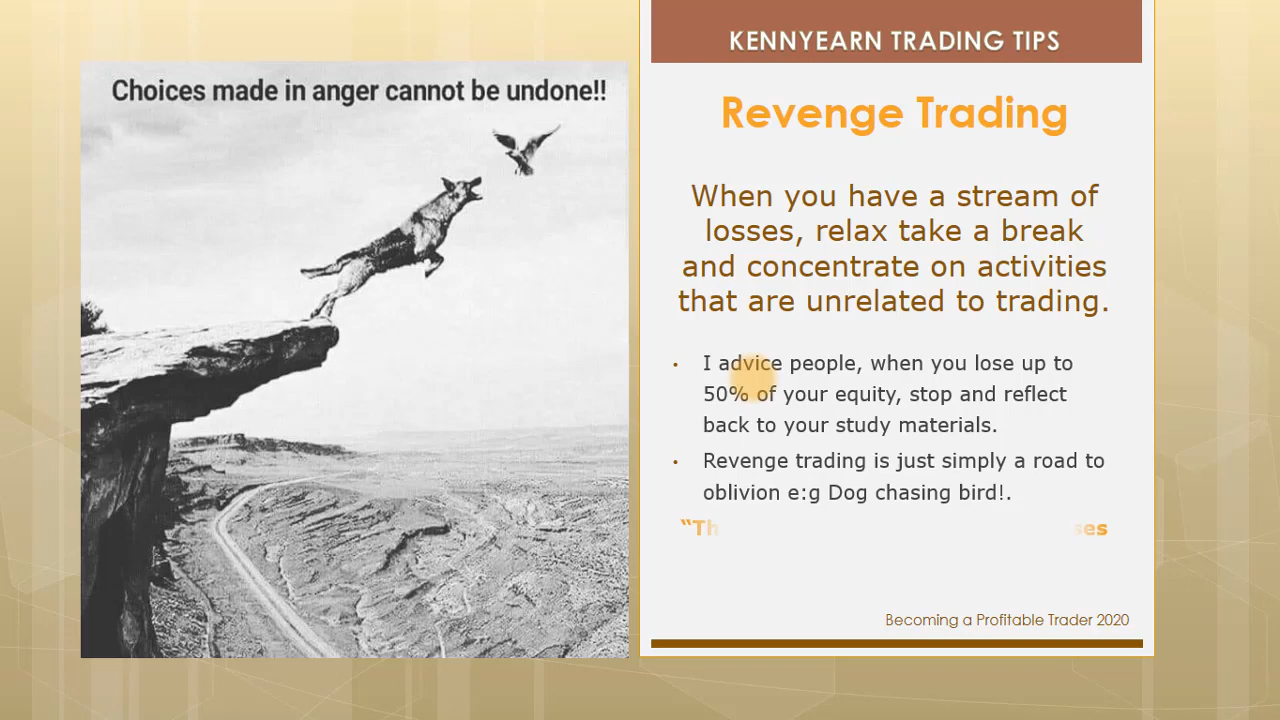 Choices made in anger cannot be undone!!
KENNYEARN TRADING TIPS
Revenge Trading
When you have a stream of
losses, relax take a break
and concentrate on activities
that are unrelated to trading.
• I advice people, when you lose up to
50% of your equity, stop and reflect
back to your study materials.
• Revenge trading is just simply a road to
oblivion e:g Dog chasing bird!.
Becoming a Profitable Trader 2020